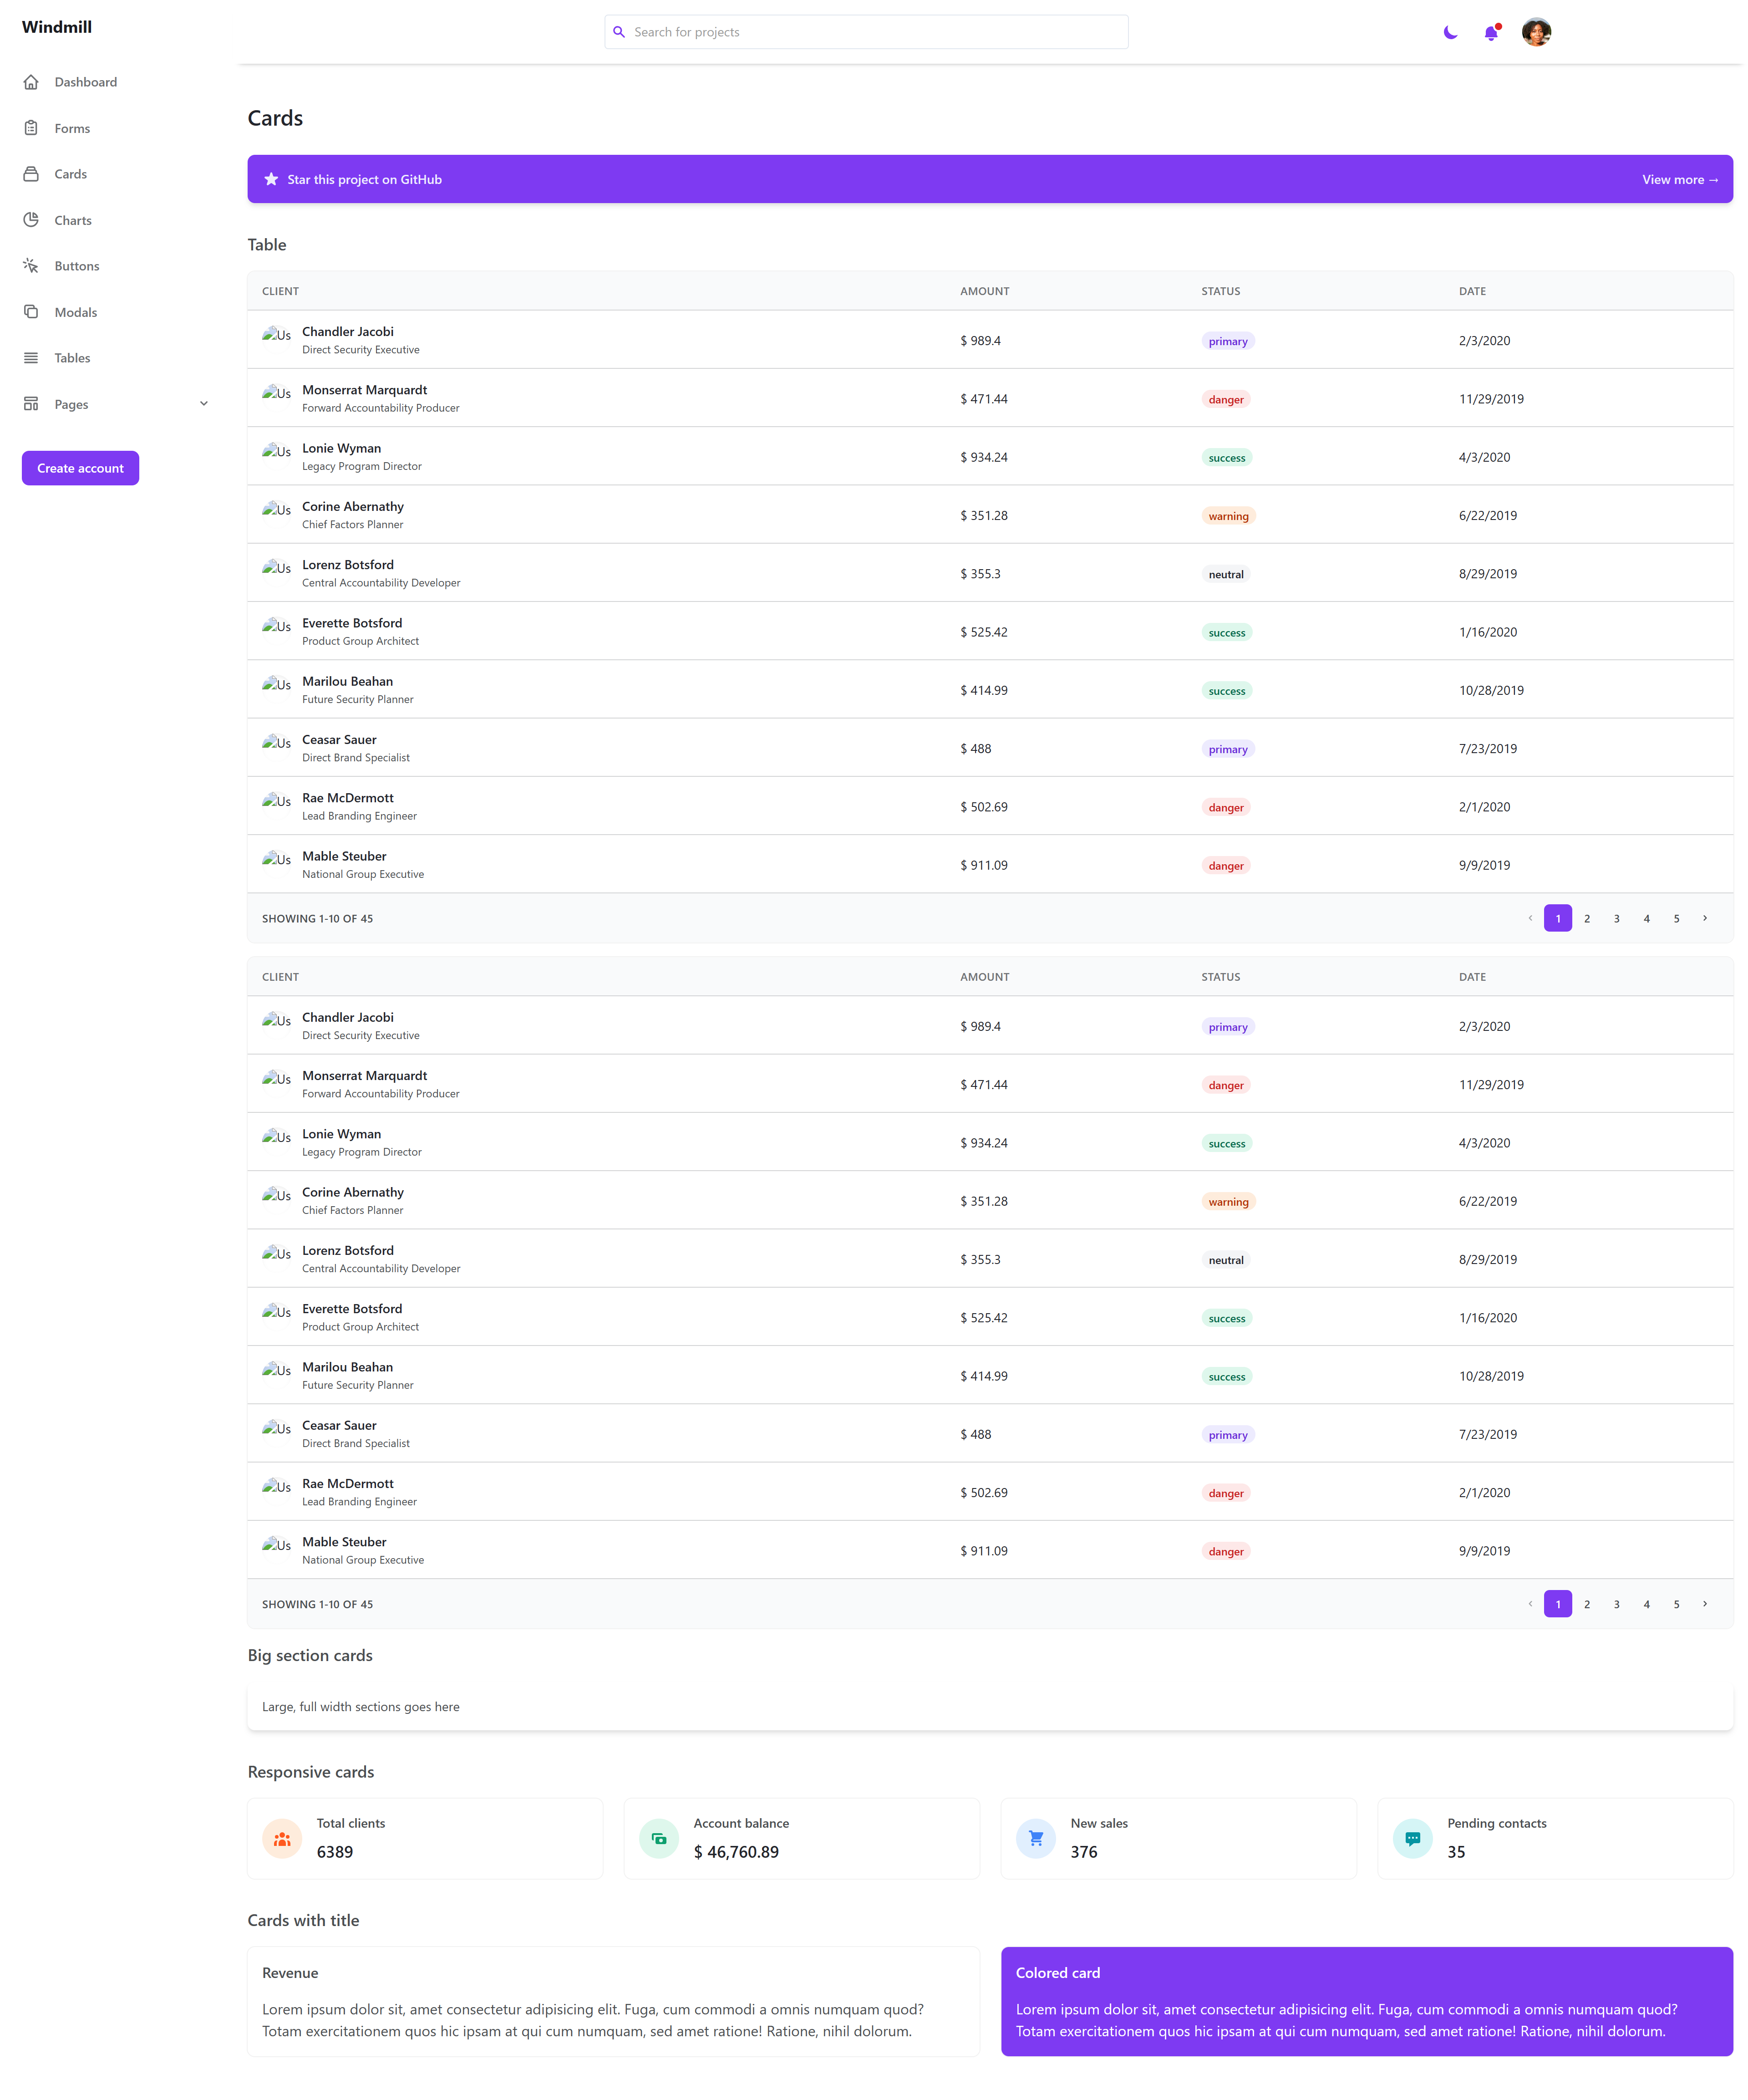 Windmill
Search for projects
Dashboard
Forms
Cards
Charts
Buttons
Modals
Tables
Pages
Create account
Cards
Star this project on GitHub
View more →
Table
CLIENT AMOUNT STATUS DATE
Us Chandler Jacobi
Direct Security Executive
$ 989.4 primary 2/3/2020
Us Monserrat Marquardt
Forward Accountability Producer
$ 471.44 danger 11/29/2019
Us Lonie Wyman
Legacy Program Director
$ 934.24 success 4/3/2020
Us Corine Abernathy
Chief Factors Planner
$ 351.28 warning 6/22/2019
Us Lorenz Botsford
Central Accountability Developer
$ 355.3 neutral 8/29/2019
Us Everette Botsford
Product Group Architect
$ 525.42 success 1/16/2020
Us Marilou Beahan
Future Security Planner
$ 414.99 success 10/28/2019
Us Ceasar Sauer
Direct Brand Specialist
$ 488 primary 7/23/2019
Us Rae McDermott
Lead Branding Engineer
$ 502.69 danger 2/1/2020
Us Mable Steuber
National Group Executive
$ 911.09 danger 9/9/2019
SHOWING 1-10 OF 45
1 2 3 4 5
CLIENT AMOUNT STATUS DATE
Us Chandler Jacobi
Direct Security Executive
$ 989.4 primary 2/3/2020
Us Monserrat Marquardt
Forward Accountability Producer
$ 471.44 danger 11/29/2019
Us Lonie Wyman
Legacy Program Director
$ 934.24 success 4/3/2020
Us Corine Abernathy
Chief Factors Planner
$ 351.28 warning 6/22/2019
Us Lorenz Botsford
Central Accountability Developer
$ 355.3 neutral 8/29/2019
Us Everette Botsford
Product Group Architect
$ 525.42 success 1/16/2020
Us Marilou Beahan
Future Security Planner
$ 414.99 success 10/28/2019
Us Ceasar Sauer
Direct Brand Specialist
$ 488 primary 7/23/2019
Us Rae McDermott
Lead Branding Engineer
$ 502.69 danger 2/1/2020
Us Mable Steuber
National Group Executive
$ 911.09 danger 9/9/2019
SHOWING 1-10 OF 45
1 2 3 4 5
Big section cards
Large, full width sections goes here
Responsive cards
Total clients
6389
Account balance
$ 46,760.89
New sales
376
Pending contacts
35
Cards with title
Revenue
Lorem ipsum dolor sit, amet consectetur adipisicing elit. Fuga, cum commodi a omnis numquam quod?
Totam exercitationem quos hic ipsam at qui cum numquam, sed amet ratione! Ratione, nihil dolorum.
Colored card
Lorem ipsum dolor sit, amet consectetur adipisicing elit. Fuga, cum commodi a omnis numquam quod?
Totam exercitationem quos hic ipsam at qui cum numquam, sed amet ratione! Ratione, nihil dolorum.